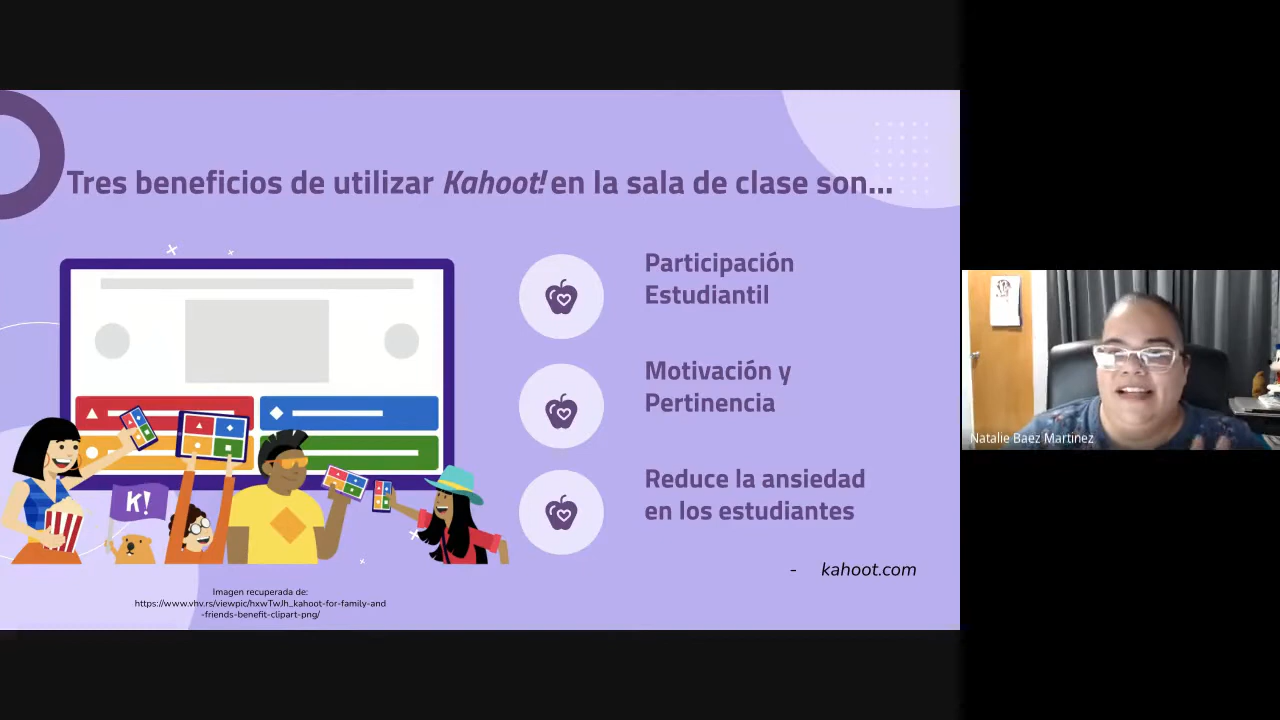 Tres beneficios de utilizar Kahoot! en la sala de clase son...
Participación
Estudiantil
Motivación y
Pertinencia
Reduce la ansiedad
en los estudiantes
- kahoot.com
K!
Imagen recuperada de:
https://www.vhv.rs/viewpic/hxwTwJh_kahoot-for-family-and
-friends-benefit-clipart-png/
Natalie Baez Martinez